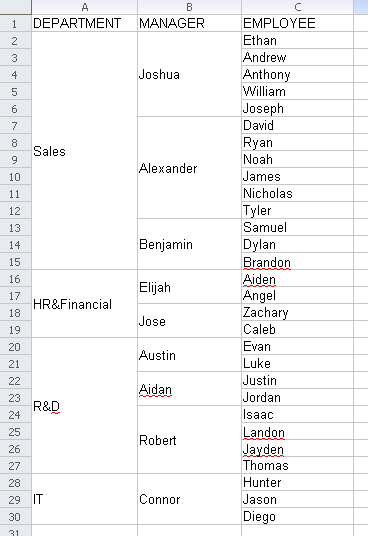 A B C
1 DEPARTMENT MANAGER EMPLOYEE
2 Ethan
3 Andrew
4 Joshua Anthony
5 William
6 Joseph
7 David
8 Ryan
9 Sales Noah
10 Alexander James
11 Nicholas
12 Tyler
13 Samuel
14 Benjamin Dylan
15 Brandon
16 Elijah Aiden
17 Angel
18 HR&Financial Jose Zachary
19 Caleb
20 Austin Evan
21 Luke
22 Aidan Justin
23 R&D Jordan
24 Isaac
25 Robert Landon
26 Jayden
27 Thomas
28 Hunter
29 IT Connor Jason
30 Diego
31